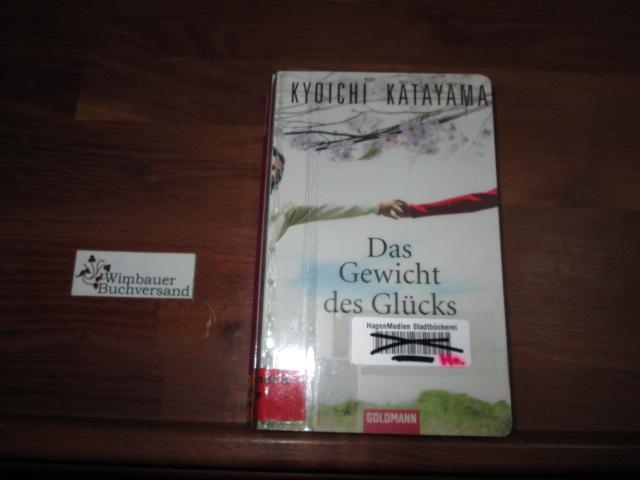 KYOICHI KATAYAMA
Das
Gewicht
des Glücks
HagenMedien Stadtbücherei
GOLDMANN
Wimbauer
Buchversand